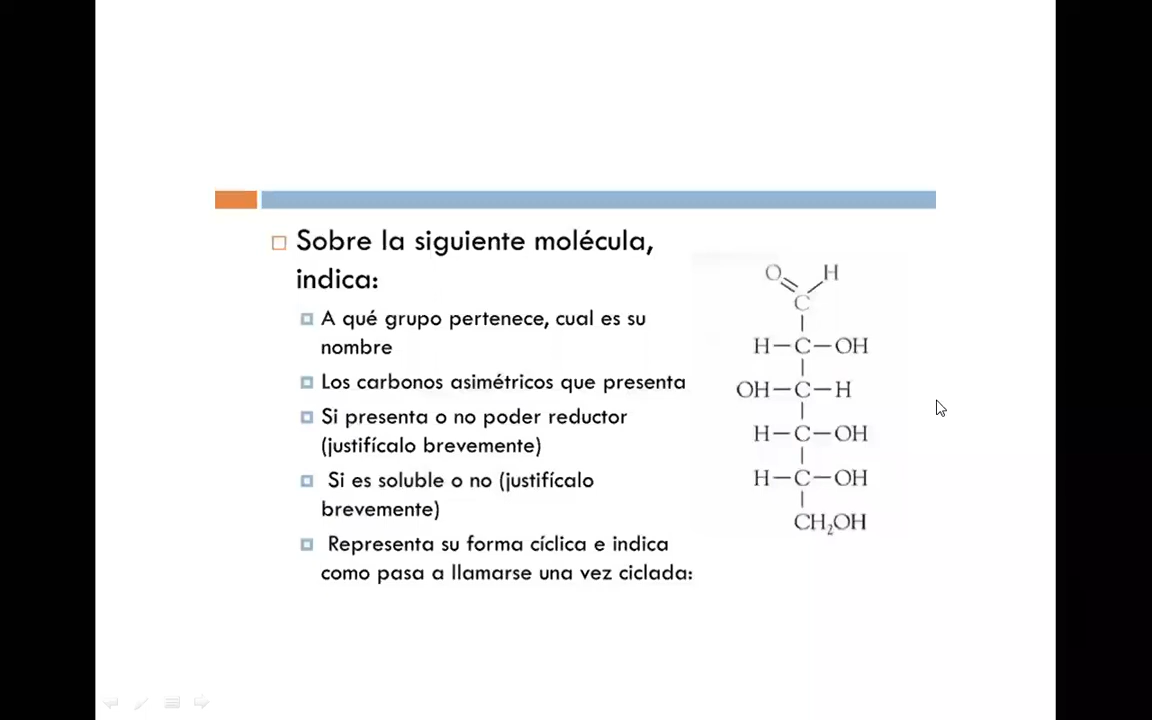 Sobre la siguiente molécula,
indica:
A qué grupo pertenece, cual es su
nombre
Los carbonos asimétricos que presenta
Si presenta o no poder reductor
(justifícalo brevemente)
Si es soluble o no (justifícalo
brevemente)
Representa su forma cíclica e indica
como pasa a llamarse una vez ciclada:
O H
C
H-C-OH
OH-C-H
H-C-OH
H-C-OH
CH₂OH